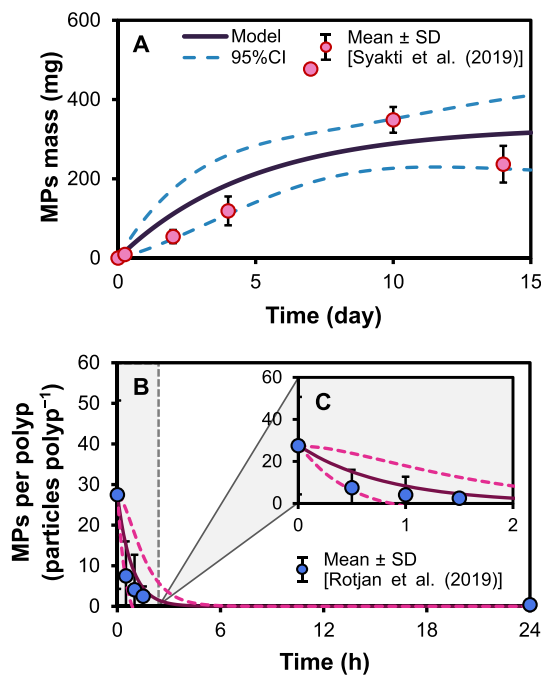 A
Model
95%CI
Mean ± SD
[Syakti et al. (2019)]
MPs mass (mg)
600
400
200
0
0 5 10 15
Time (day)
B
C
MPs per polyp
(particles polyp⁻¹)
60
50
40
30
20
10
0
60
40
20
0
0 1 2
Mean ± SD
[Rotjan et al. (2019)]
0 6 12 18 24
Time (h)